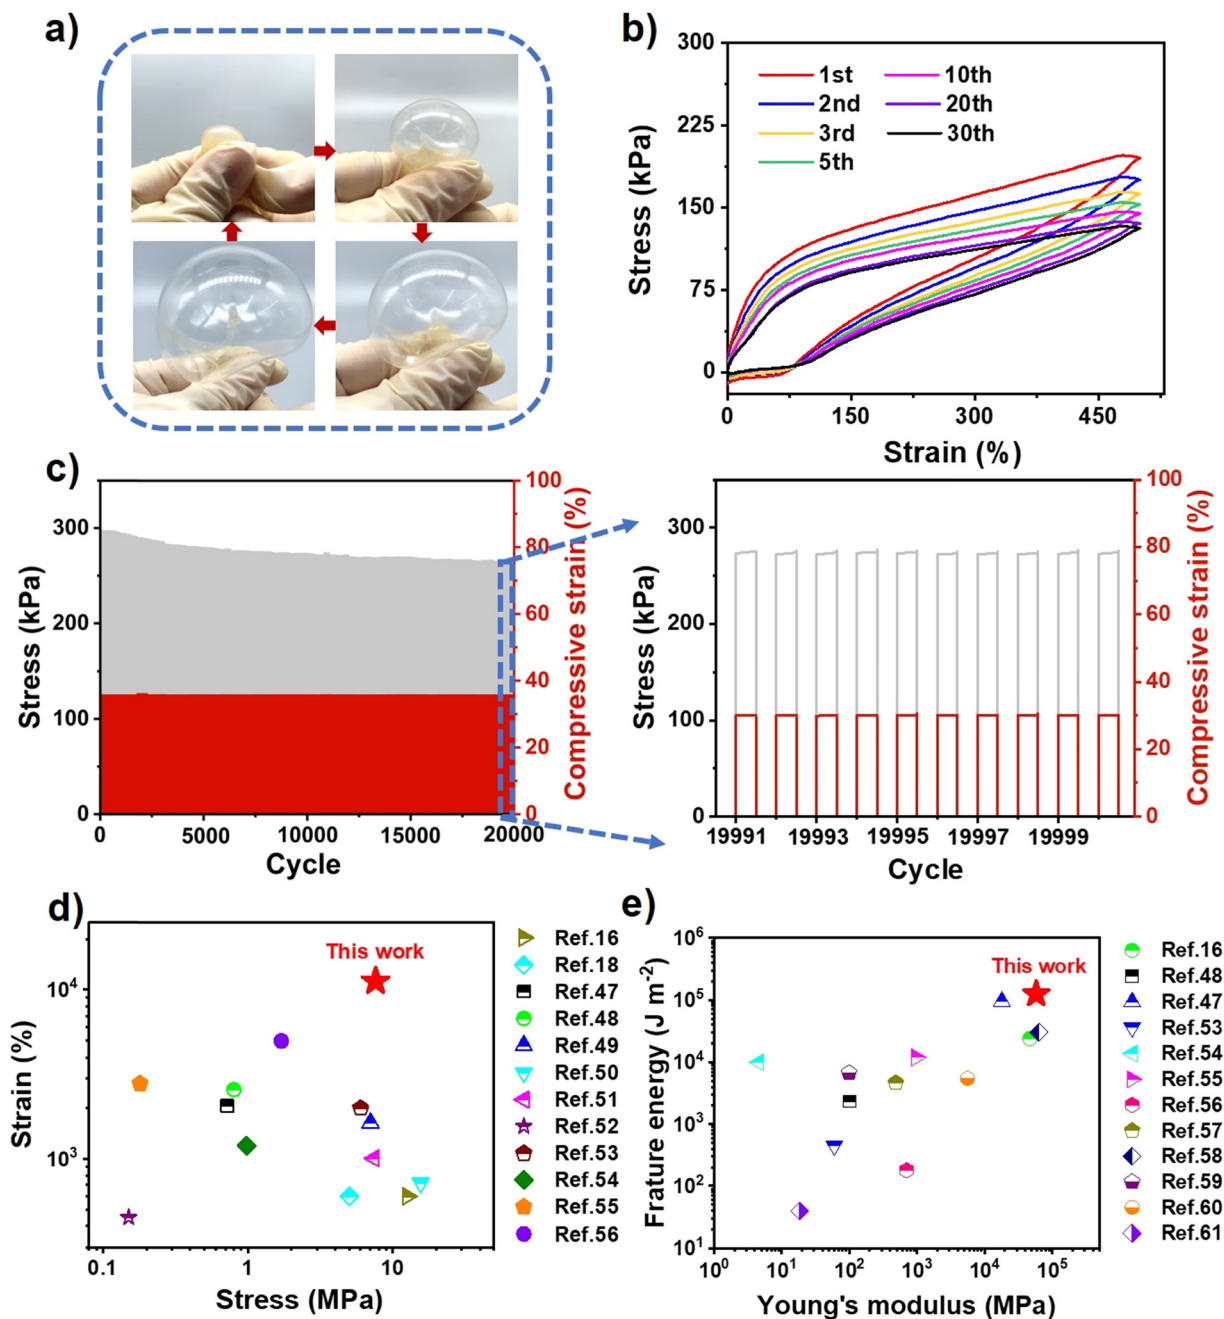 a)
b)
300
225
150
75
0
Stress (kPa)
1st
10th
2nd
20th
3rd
30th
5th
0
150
300
450
Strain (%)
c)
300
200
100
0
Stress (kPa)
0
5000
10000
15000
20000
Cycle
100
80
60
40
20
0
Compressive strain (%)
300
200
100
0
Stress (kPa)
19991
19993
19995
19997
19999
Cycle
100
80
60
40
20
0
Compressive strain (%)
d)
10⁴
10³
Strain (%)
This work
0.1
1
10
Stress (MPa)
Ref.16
Ref.18
Ref.47
Ref.48
Ref.49
Ref.50
Ref.51
Ref.52
Ref.53
Ref.54
Ref.55
Ref.56
e)
10⁶
10⁵
10⁴
10³
10²
10¹
Frature energy (J m⁻²)
This work
10⁰
10¹
10²
10³
10⁴
10⁵
Young's modulus (MPa)
Ref.16
Ref.48
Ref.47
Ref.53
Ref.54
Ref.55
Ref.56
Ref.57
Ref.58
Ref.59
Ref.60
Ref.61